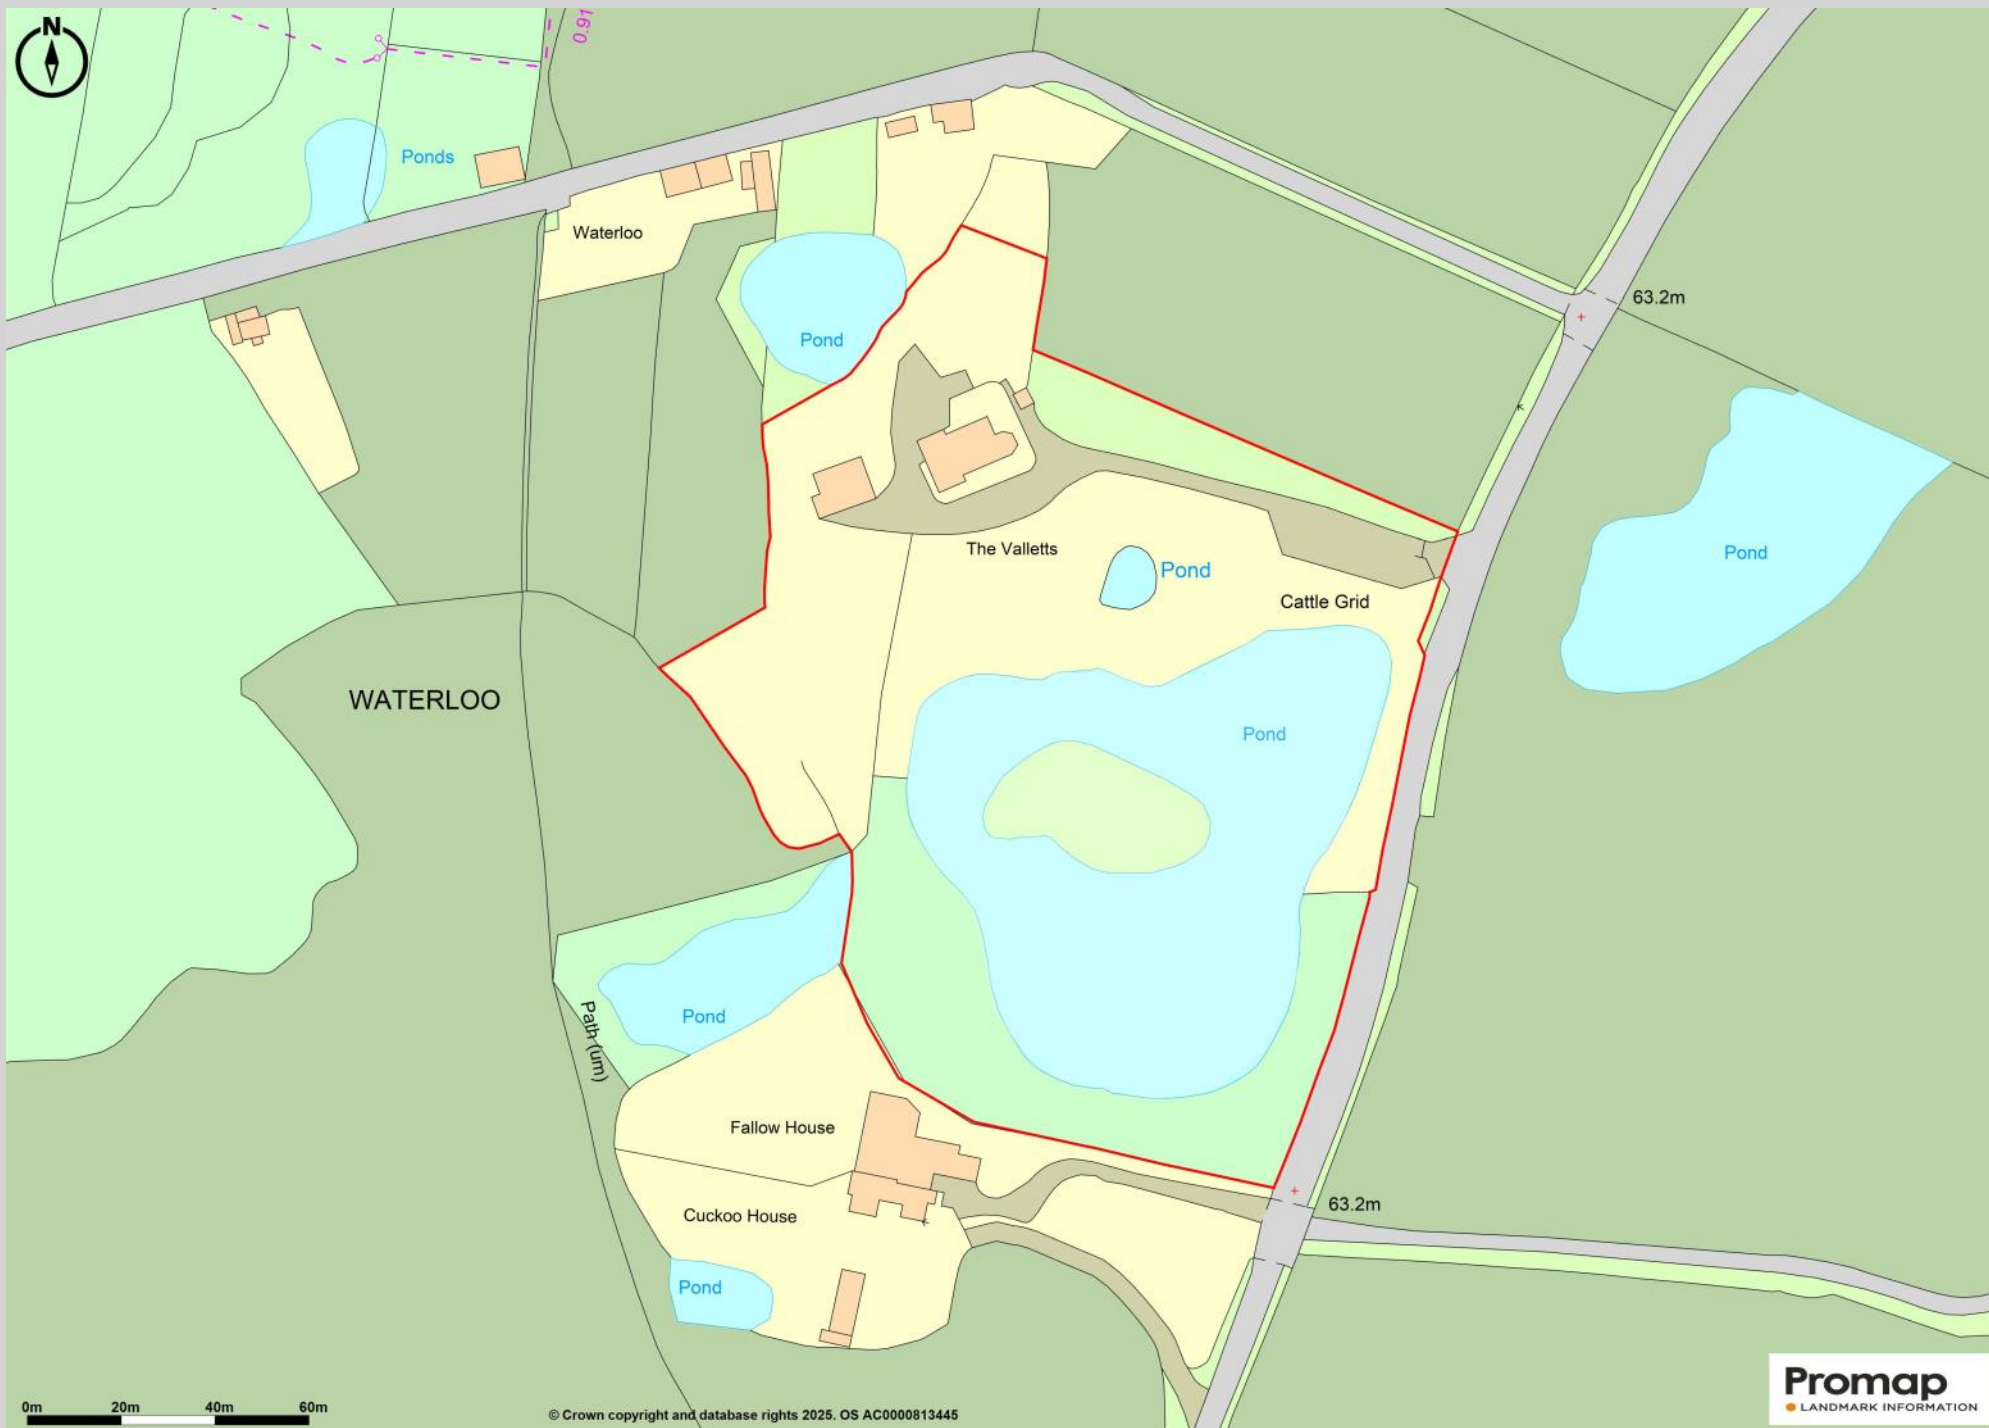 N
0.91
Ponds
Waterloo
63.2m
Pond
The Valletts
Pond
Pond
Cattle Grid
WATERLOO
Pond
Path (um)
Pond
Fallow House
63.2m
Cuckoo House
Pond
0m 20m 40m 60m
© Crown copyright and database rights 2025. OS AC0000813445
Promap
LANDMARK INFORMATION